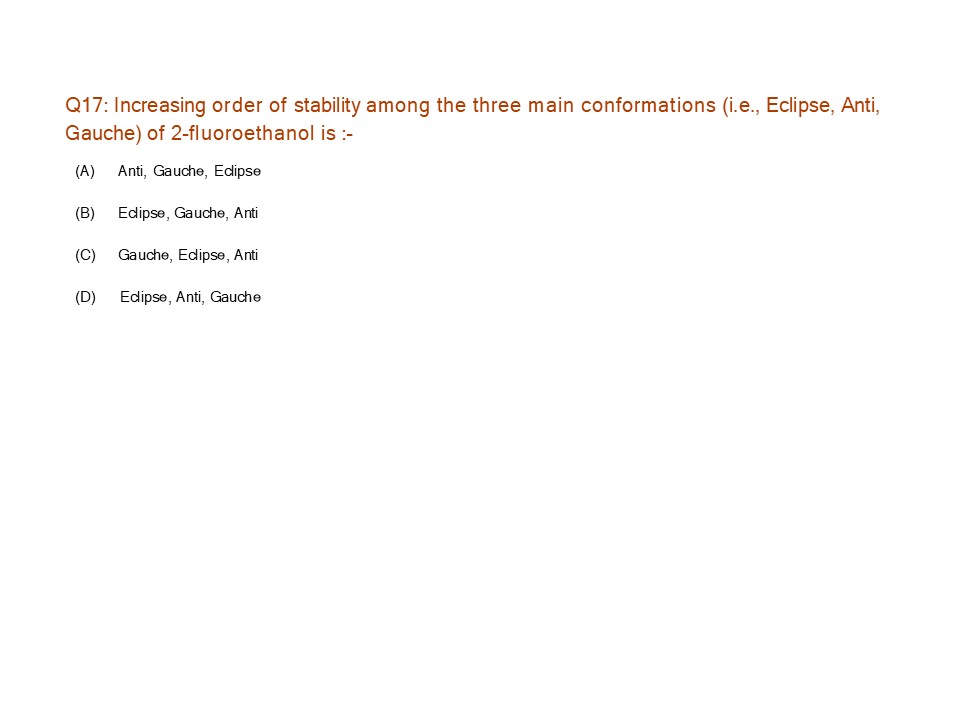 Q17: Increasing order of stability among the three main conformations (i.e., Eclipse, Anti,
Gauche) of 2-fluoroethanol is :-
(A) Anti, Gauche, Eclipse
(B) Eclipse, Gauche, Anti
(C) Gauche, Eclipse, Anti
(D) Eclipse, Anti, Gauche